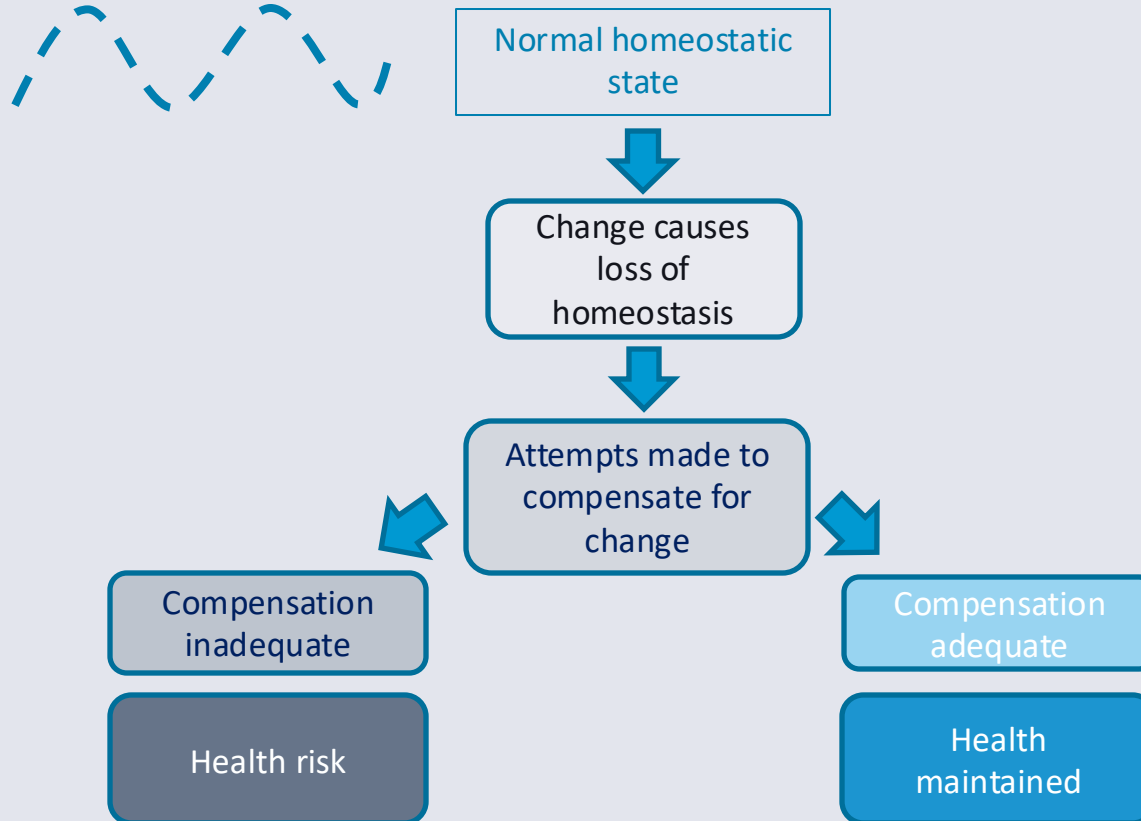 Normal homeostatic
state
Change causes
loss of
homeostasis
Attempts made to
compensate for
change
Compensation
inadequate
Health risk
Compensation
adequate
Health
maintained